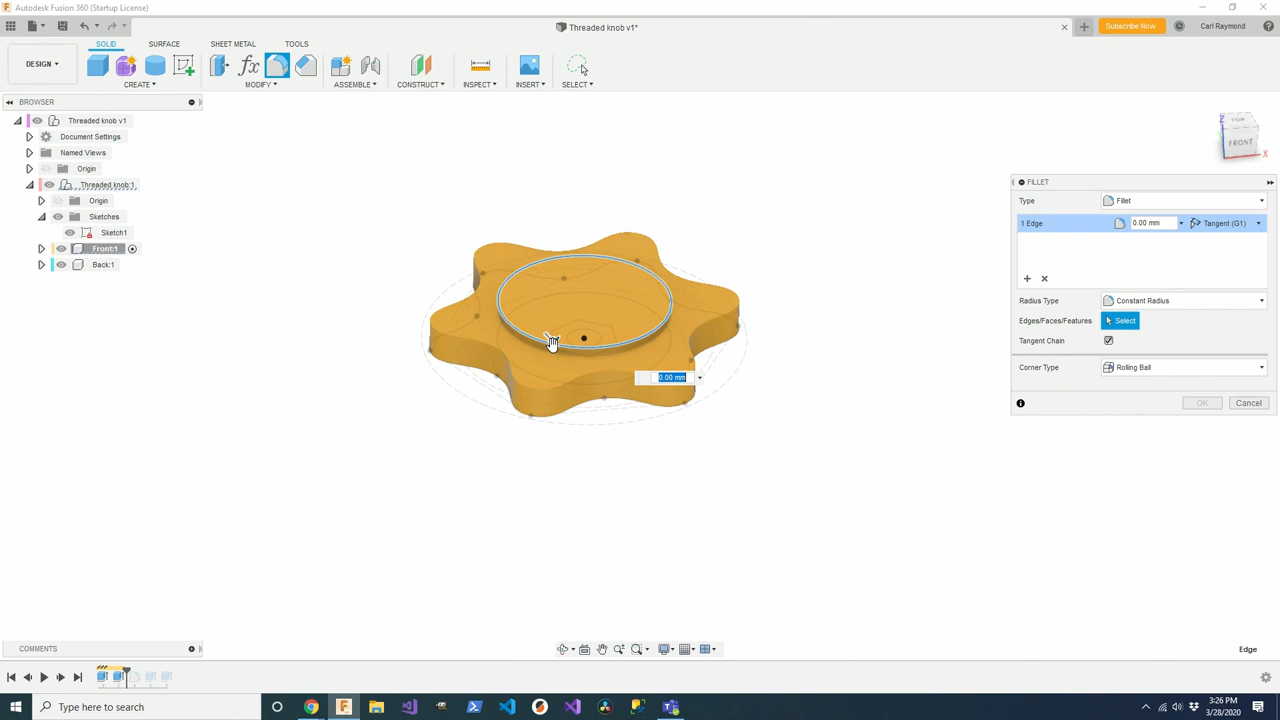 Autodesk Fusion 360 (Startup License)
Threaded knob v1*
Subscribe Now
Carl Raymond
DESIGN
SOLID
SURFACE
SHEET METAL
TOOLS
CREATE
MODIFY
ASSEMBLE
CONSTRUCT
INSPECT
INSERT
SELECT
BROWSER
Threaded knob v1
Document Settings
Named Views
Origin
Threaded knob:1
Origin
Sketches
Sketch1
Front:1
Back:1
Z
TOP
FRONT
X
FILLET
Type
Fillet
1 Edge
0.00 mm
Tangent (G1)
Radius Type
Constant Radius
Edges/Faces/Features
Select
Tangent Chain
Corner Type
Rolling Ball
OK
Cancel
0.00 mm
COMMENTS
Edge
Type here to search
3:26 PM
3/28/2020